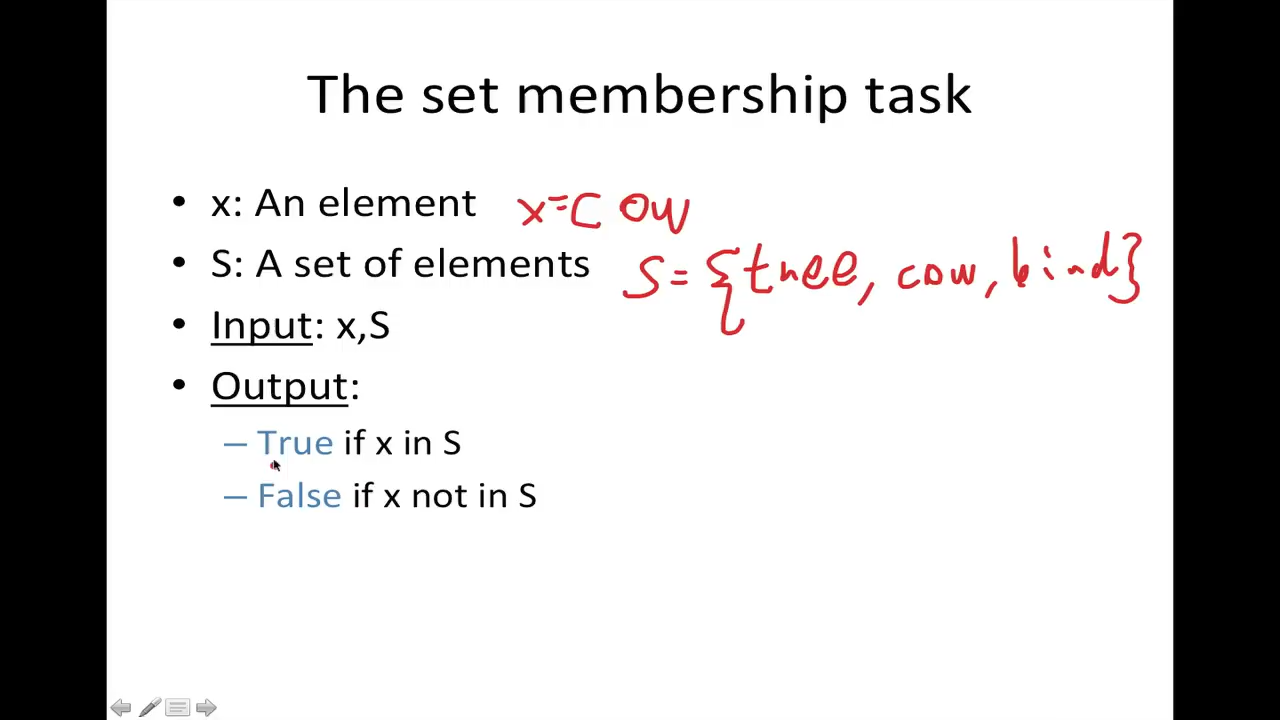 The set membership task
• x: An element x=cow
• S: A set of elements S={tree, cow, bird}
• Input: x,S
• Output:
– True if x in S
– False if x not in S